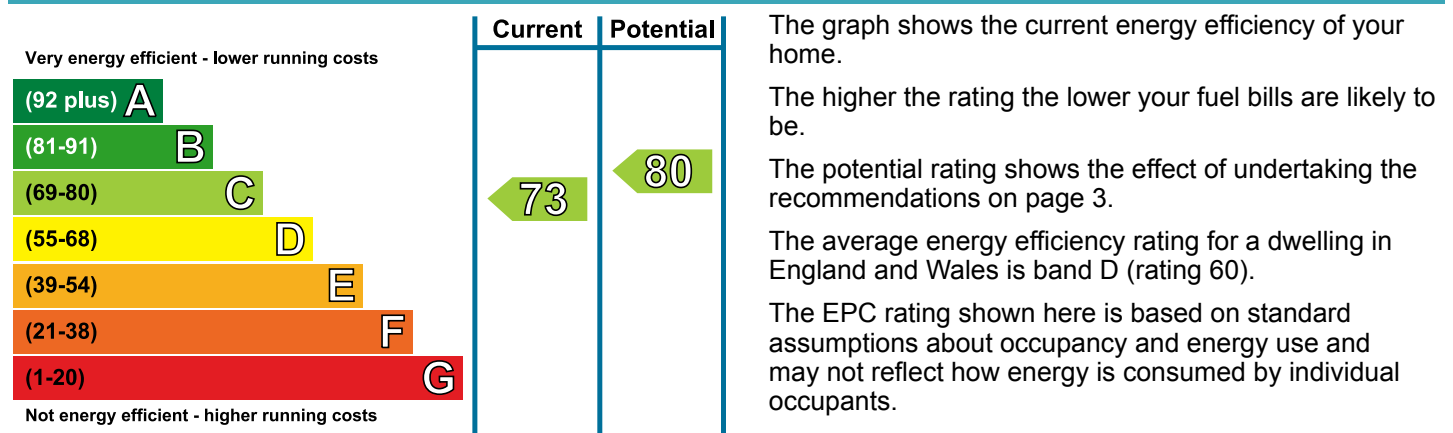 Current Potential
Very energy efficient - lower running costs
(92 plus) A
(81-91) B
(69-80) C
(55-68) D
(39-54) E
(21-38) F
(1-20) G
Not energy efficient - higher running costs
73
80
The graph shows the current energy efficiency of your
home.
The higher the rating the lower your fuel bills are likely to
be.
The potential rating shows the effect of undertaking the
recommendations on page 3.
The average energy efficiency rating for a dwelling in
England and Wales is band D (rating 60).
The EPC rating shown here is based on standard
assumptions about occupancy and energy use and
may not reflect how energy is consumed by individual
occupants.